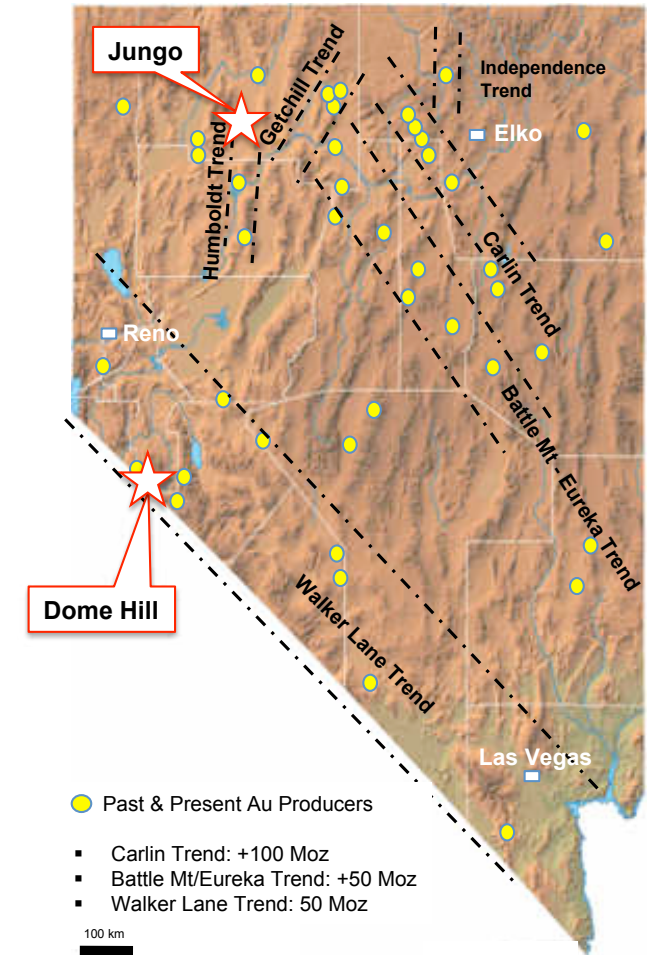 Jungo
Getchill Trend
Independence
Trend
Elko
Humboldt Trend
Carlin Trend
Reno
Battle Mt - Eureka Trend
Dome Hill
Walker Lane Trend
Las Vegas
Past & Present Au Producers
▪ Carlin Trend: +100 Moz
▪ Battle Mt/Eureka Trend: +50 Moz
▪ Walker Lane Trend: 50 Moz
100 km